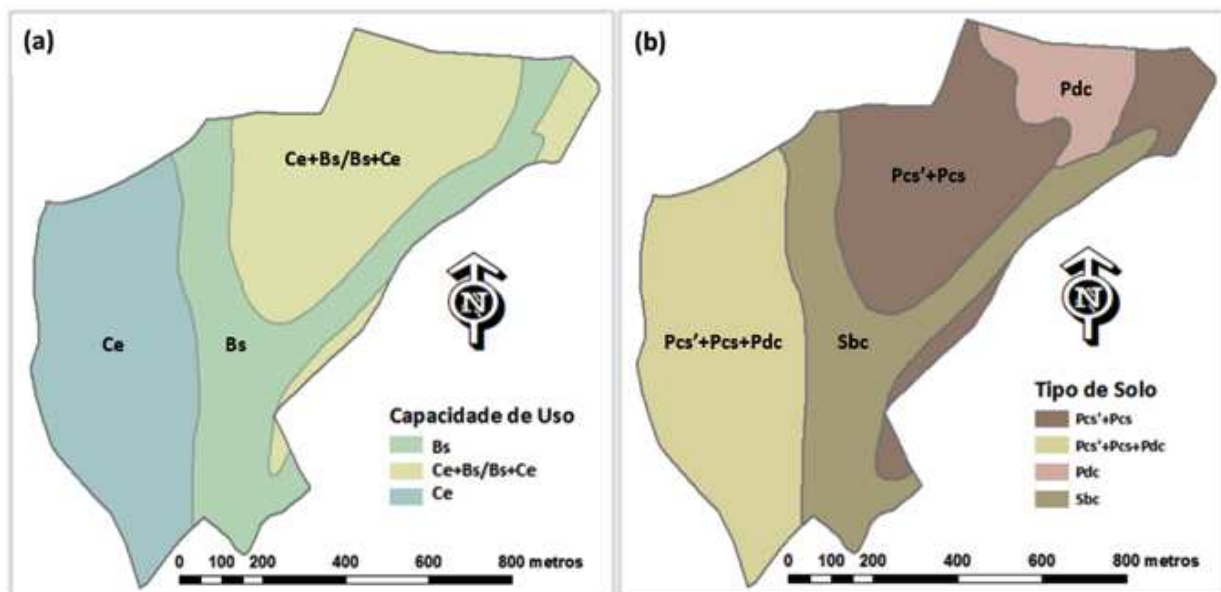 (a)
Ce+Bs/Bs+Ce
Ce
Bs
N
Capacidade de Uso
Bs
Ce+Bs/Bs+Ce
Ce
0 100 200 400 600 800 metros
(b)
Pdc
Pcs'+Pcs
Pcs'+Pcs+Pdc
Sbc
N
Tipo de Solo
Pcs'+Pcs
Pcs'+Pcs+Pdc
Pdc
Sbc
0 100 200 400 600 800 metros